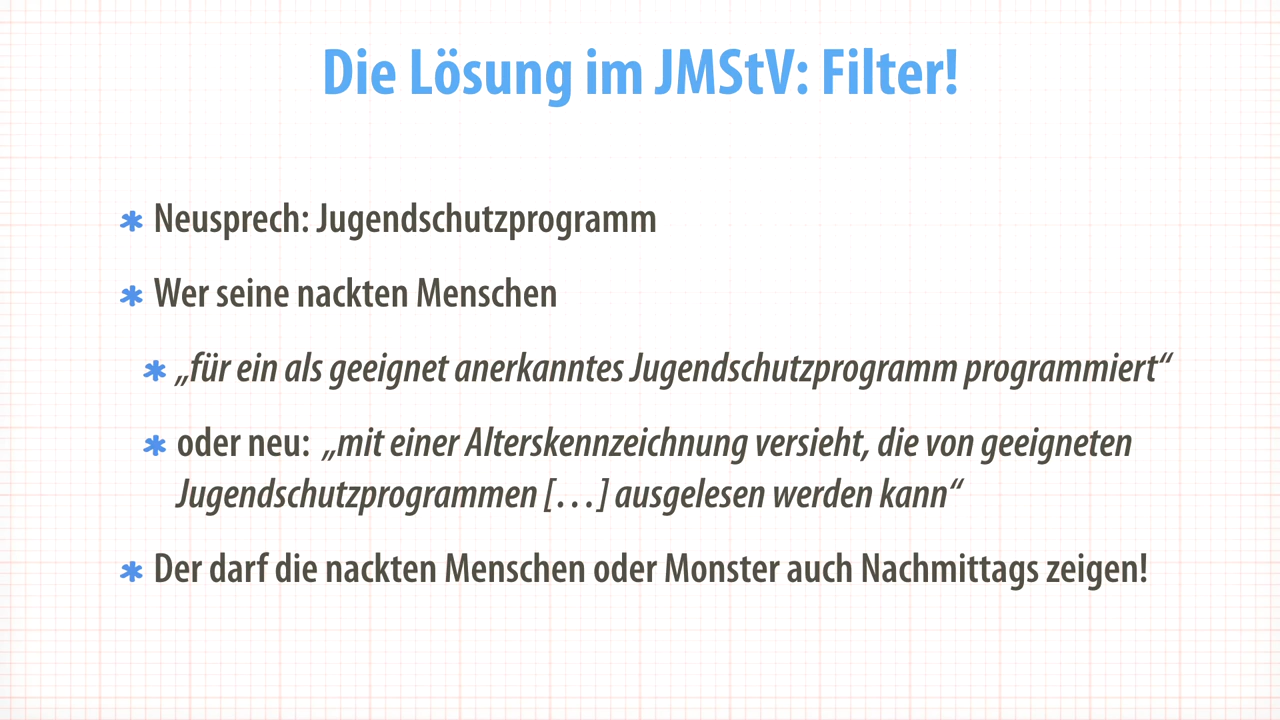 Die Lösung im JMStV: Filter!
* Neusprech: Jugendschutzprogramm
* Wer seine nackten Menschen
* „für ein als geeignet anerkanntes Jugendschutzprogramm programmiert“
* oder neu: „mit einer Alterskennzeichnung versieht, die von geeigneten
Jugendschutzprogrammen […] ausgelesen werden kann“
* Der darf die nackten Menschen oder Monster auch Nachmittags zeigen!